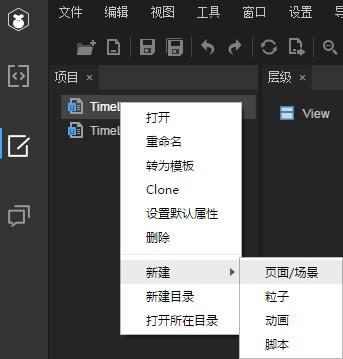 文件 编辑 视图 工具 窗口 设置
项目 × 层级 ×
View
打开
重命名
转为模板
Clone
设置默认属性
删除
新建
新建目录
打开所在目录
页面/场景
粒子
动画
脚本